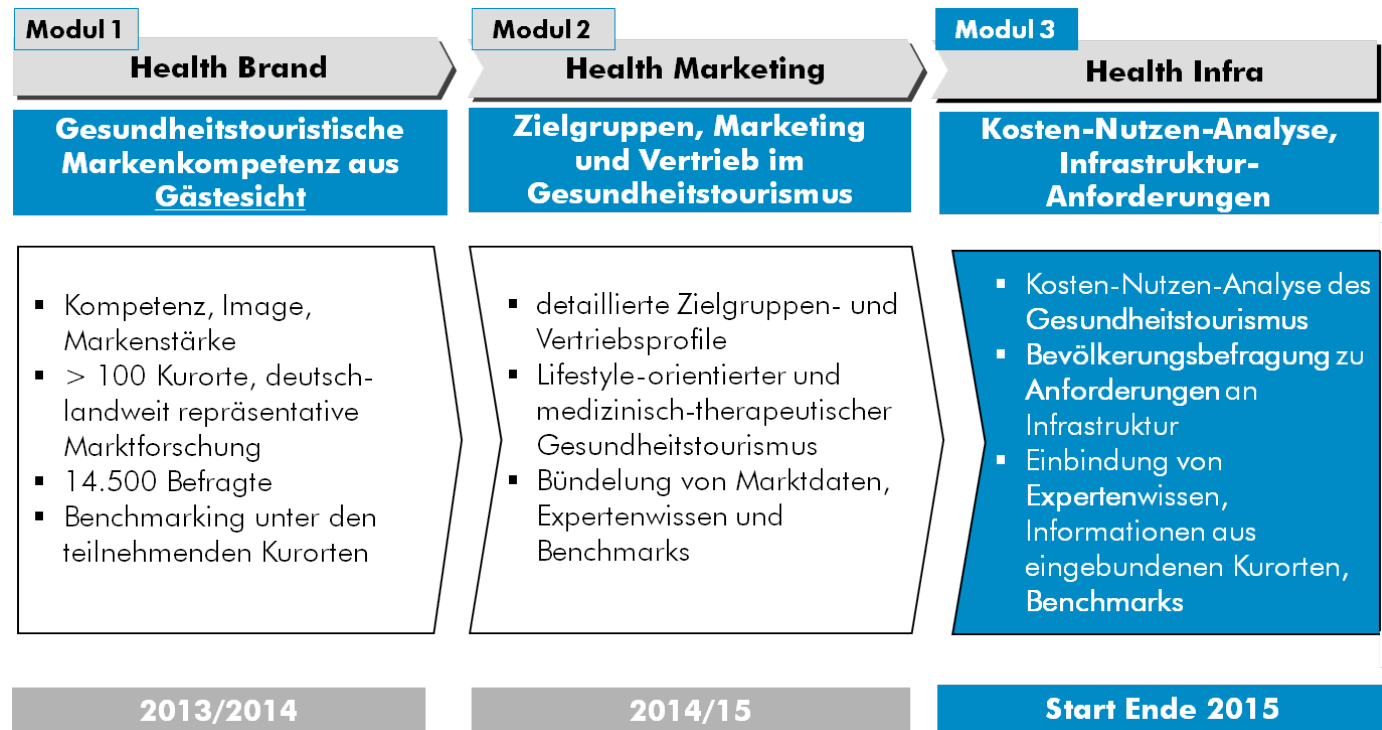 Modul 1
Health Brand
Gesundheitstouristische
Markenkompetenz aus
Gästesicht
▪ Kompetenz, Image,
Markenstärke
▪ > 100 Kurorte, deutsch-
landweit repräsentative
Marktforschung
▪ 14.500 Befragte
▪ Benchmarking unter den
teilnehmenden Kurorten
2013/2014
Modul 2
Health Marketing
Zielgruppen, Marketing
und Vertrieb im
Gesundheitstourismus
▪ detaillierte Zielgruppen- und
Vertriebsprofile
▪ Lifestyle-orientierter und
medizinisch-therapeutischer
Gesundheitstourismus
▪ Bündelung von Marktdaten,
Expertenwissen und
Benchmarks
2014/15
Modul 3
Health Infra
Kosten-Nutzen-Analyse,
Infrastruktur-
Anforderungen
▪ Kosten-Nutzen-Analyse des
Gesundheitstourismus
▪ Bevölkerungsbefragung zu
Anforderungen an
Infrastruktur
▪ Einbindung von
Expertenwissen,
Informationen aus
eingebundenen Kurorten,
Benchmarks
Start Ende 2015